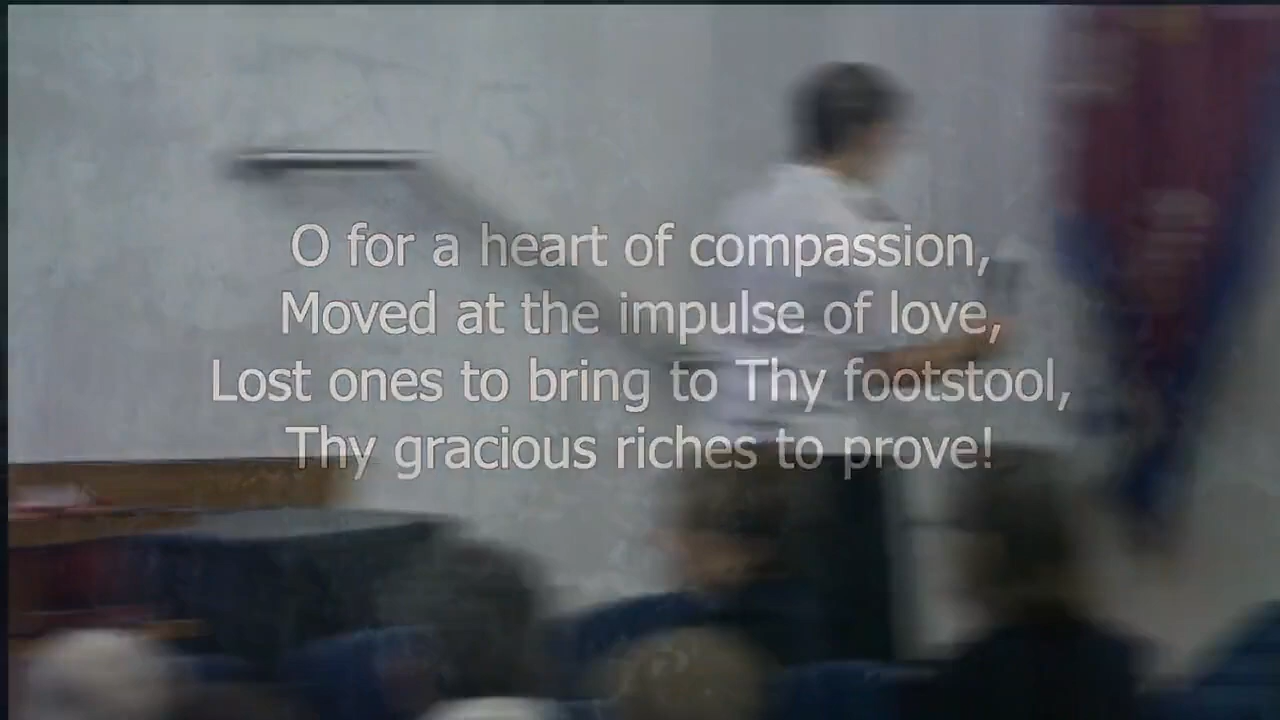 O for a heart of compassion,
Moved at the impulse of love,
Lost ones to bring to Thy footstool,
Thy gracious riches to prove!